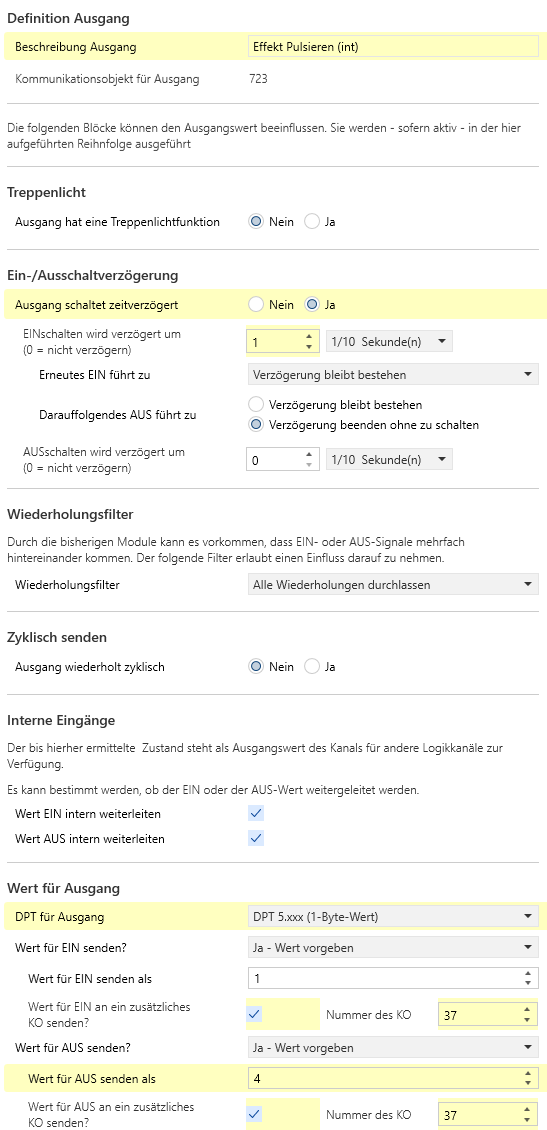 Definition Ausgang
Beschreibung Ausgang Effekt Pulsieren (int)
Kommunikationsobjekt für Ausgang 723
Die folgenden Blöcke können den Ausgangswert beeinflussen. Sie werden - sofern aktiv - in der hier
aufgeführten Reihnfolge ausgeführt
Treppenlicht
Ausgang hat eine Treppenlichtfunktion Nein Ja
Ein-/Ausschaltverzögerung
Ausgang schaltet zeitverzögert Nein Ja
EINschalten wird verzögert um
(0 = nicht verzögern) 1 1/10 Sekunde(n)
Erneutes EIN führt zu Verzögerung bleibt bestehen
Verzögerung bleibt bestehen
Darauffolgendes AUS führt zu
Verzögerung beenden ohne zu schalten
AUSschalten wird verzögert um
(0 = nicht verzögern) 0 1/10 Sekunde(n)
Wiederholungsfilter
Durch die bisherigen Module kann es vorkommen, dass EIN- oder AUS-Signale mehrfach
hintereinander kommen. Der folgende Filter erlaubt einen Einfluss darauf zu nehmen.
Wiederholungsfilter Alle Wiederholungen durchlassen
Zyklisch senden
Ausgang wiederholt zyklisch Nein Ja
Interne Eingänge
Der bis hierher ermittelte Zustand steht als Ausgangswert des Kanals für andere Logikkanäle zur
Verfügung.
Es kann bestimmt werden, ob der EIN oder der AUS-Wert weitergeleitet werden.
Wert EIN intern weiterleiten
Wert AUS intern weiterleiten
Wert für Ausgang
DPT für Ausgang DPT 5.xxx (1-Byte-Wert)
Wert für EIN senden? Ja - Wert vorgeben
Wert für EIN senden als 1
Wert für EIN an ein zusätzliches
KO senden? Nummer des KO 37
Wert für AUS senden? Ja - Wert vorgeben
Wert für AUS senden als 4
Wert für AUS an ein zusätzliches
KO senden? Nummer des KO 37